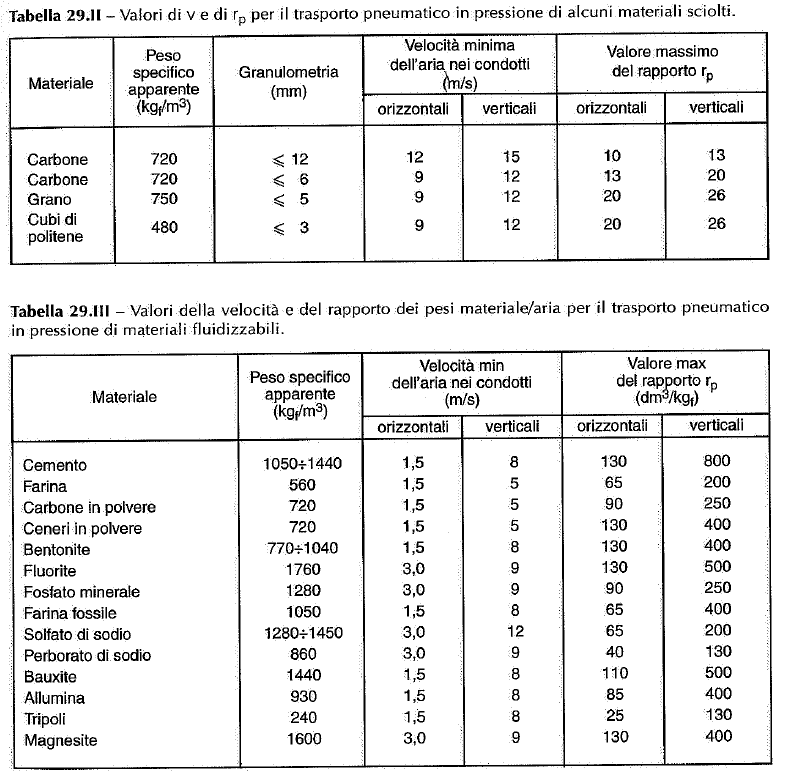 Tabella 29.II – Valori di v e di rp per il trasporto pneumatico in pressione di alcuni materiali sciolti.
Materiale | Peso specifico apparente (kgf/m³) | Granulometria (mm) | Velocità minima dell'aria nei condotti (m/s) | Valore massimo del rapporto rp
orizzontali | verticali | orizzontali | verticali
Carbone 720 ⩽ 12 12 15 10 13
Carbone 720 ⩽ 6 9 12 13 20
Grano 750 ⩽ 5 9 12 20 26
Cubi di politene 480 ⩽ 3 9 12 20 26
Tabella 29.III – Valori della velocità e del rapporto dei pesi materiale/aria per il trasporto pneumatico
in pressione di materiali fluidizzabili.
Materiale | Peso specifico apparente (kgf/m³) | Velocità min dell'aria nei condotti (m/s) | Valore max del rapporto rp (dm³/kgf)
orizzontali | verticali | orizzontali | verticali
Cemento 1050÷1440 1,5 8 130 800
Farina 560 1,5 5 65 200
Carbone in polvere 720 1,5 5 90 250
Ceneri in polvere 720 1,5 5 130 400
Bentonite 770÷1040 1,5 8 130 400
Fluorite 1760 3,0 9 130 500
Fosfato minerale 1280 3,0 9 90 250
Farina fossile 1050 1,5 8 65 400
Solfato di sodio 1280÷1450 3,0 12 65 200
Perborato di sodio 860 3,0 9 40 130
Bauxite 1440 1,5 8 110 500
Allumina 930 1,5 8 85 400
Tripoli 240 1,5 8 25 130
Magnesite 1600 3,0 9 130 400